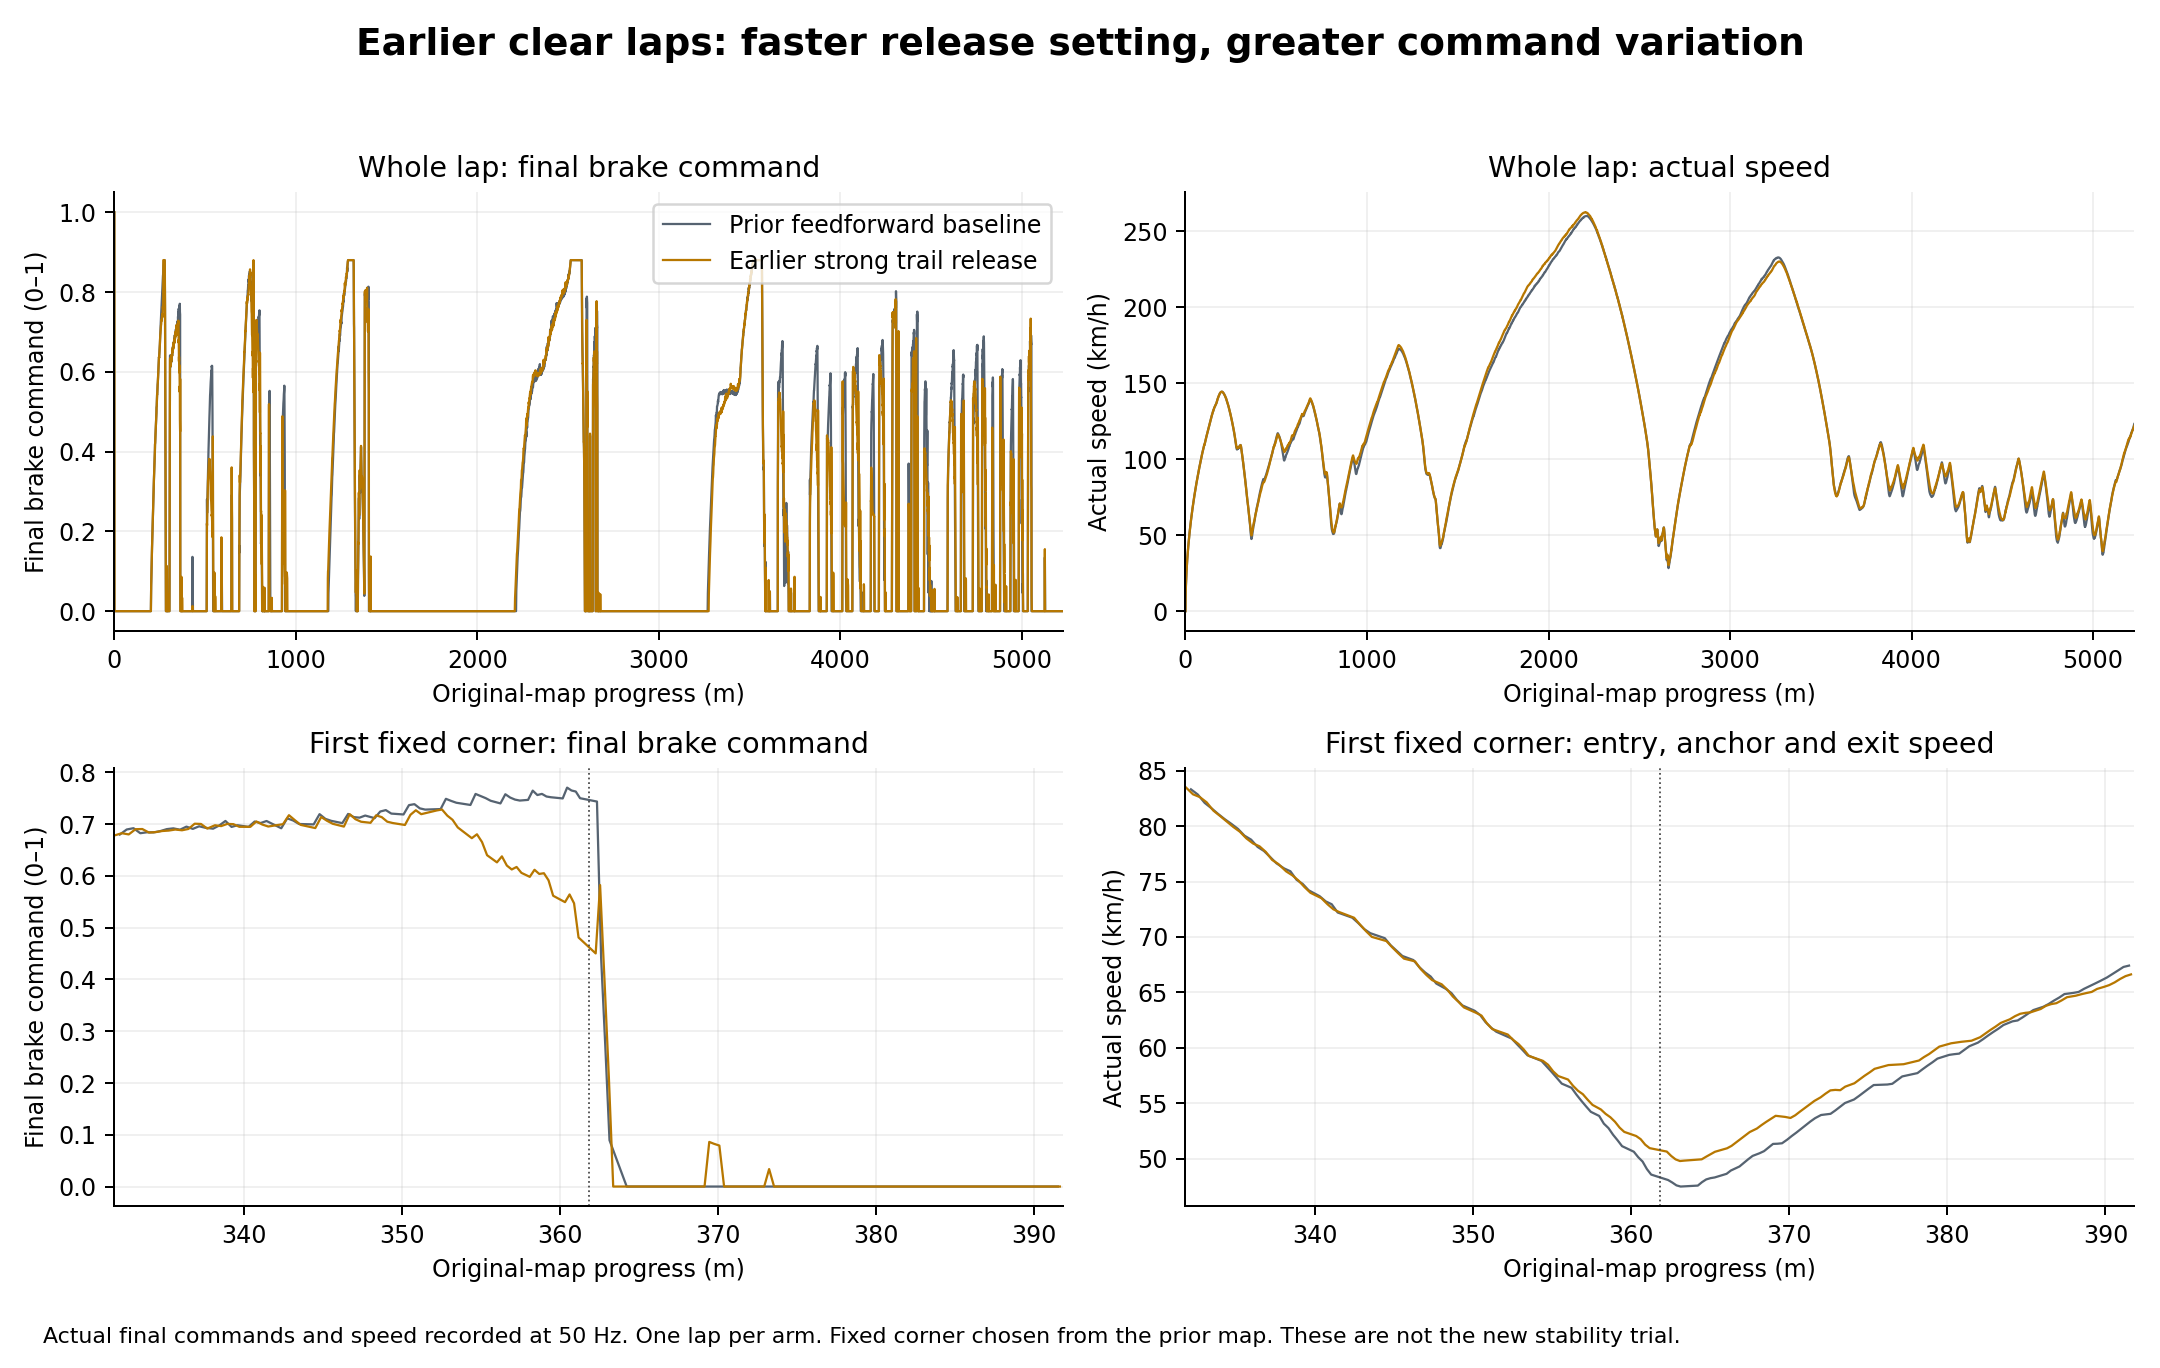 Earlier clear laps: faster release setting, greater command variation
Whole lap: final brake command
Final brake command (0–1)
1.0
0.8
0.6
0.4
0.2
0.0
Prior feedforward baseline
Earlier strong trail release
0 1000 2000 3000 4000 5000
Original-map progress (m)
Whole lap: actual speed
Actual speed (km/h)
250
200
150
100
50
0
0 1000 2000 3000 4000 5000
Original-map progress (m)
First fixed corner: final brake command
Final brake command (0–1)
0.8
0.7
0.6
0.5
0.4
0.3
0.2
0.1
0.0
340 350 360 370 380 390
Original-map progress (m)
First fixed corner: entry, anchor and exit speed
Actual speed (km/h)
85
80
75
70
65
60
55
50
340 350 360 370 380 390
Original-map progress (m)
Actual final commands and speed recorded at 50 Hz. One lap per arm. Fixed corner chosen from the prior map. These are not the new stability trial.